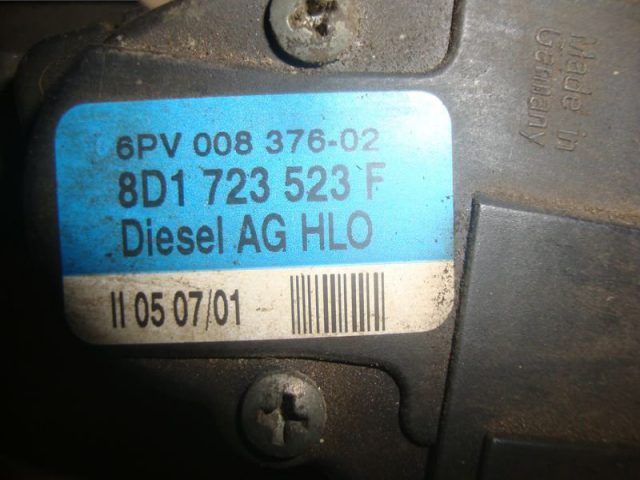 6PV 008 376-02
8D1 723 523 F
Diesel AG HLO
II 05 07/01
Made in
Germany